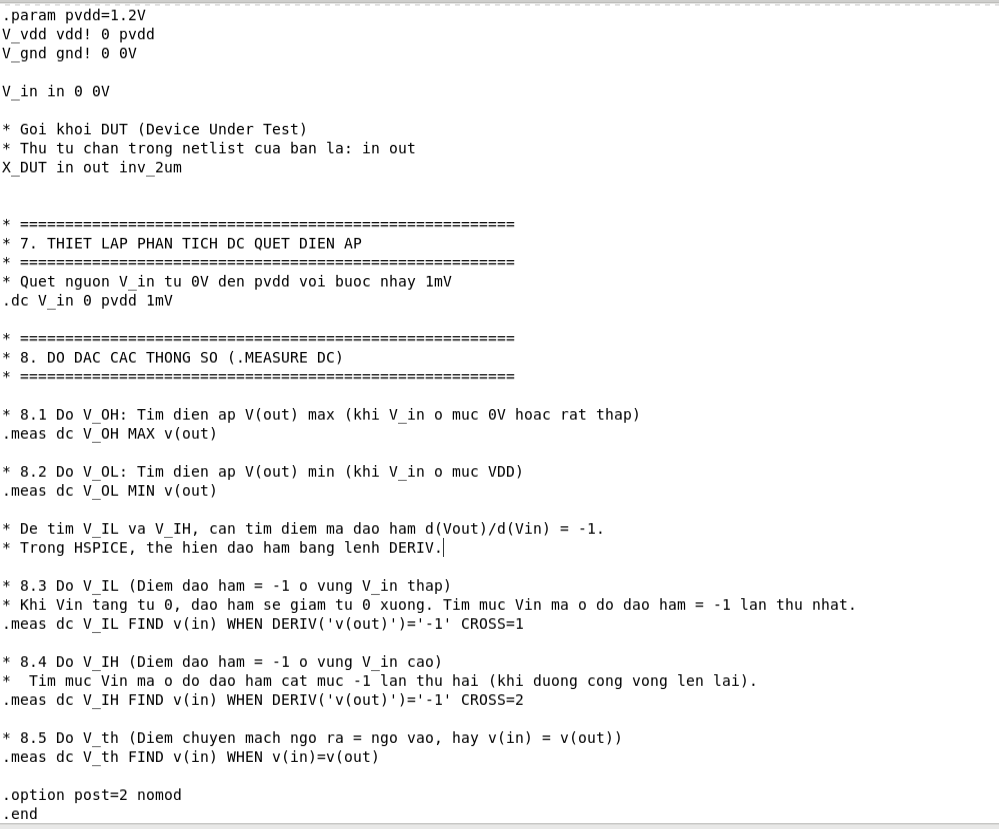 .param pvdd=1.2V
V_vdd vdd! 0 pvdd
V_gnd gnd! 0 0V
V_in in 0 0V
* Goi khoi DUT (Device Under Test)
* Thu tu chan trong netlist cua ban la: in out
X_DUT in out inv_2um
* =======================================================
* 7. THIET LAP PHAN TICH DC QUET DIEN AP
* =======================================================
* Quet nguon V_in tu 0V den pvdd voi buoc nhay 1mV
.dc V_in 0 pvdd 1mV
* =======================================================
* 8. DO DAC CAC THONG SO (.MEASURE DC)
* =======================================================
* 8.1 Do V_OH: Tim dien ap V(out) max (khi V_in o muc 0V hoac rat thap)
.meas dc V_OH MAX v(out)
* 8.2 Do V_OL: Tim dien ap V(out) min (khi V_in o muc VDD)
.meas dc V_OL MIN v(out)
* De tim V_IL va V_IH, can tim diem ma dao ham d(Vout)/d(Vin) = -1.
* Trong HSPICE, the hien dao ham bang lenh DERIV.
* 8.3 Do V_IL (Diem dao ham = -1 o vung V_in thap)
* Khi Vin tang tu 0, dao ham se giam tu 0 xuong. Tim muc Vin ma o do dao ham = -1 lan thu nhat.
.meas dc V_IL FIND v(in) WHEN DERIV('v(out)')='-1' CROSS=1
* 8.4 Do V_IH (Diem dao ham = -1 o vung V_in cao)
*  Tim muc Vin ma o do dao ham cat muc -1 lan thu hai (khi duong cong vong len lai).
.meas dc V_IH FIND v(in) WHEN DERIV('v(out)')='-1' CROSS=2
* 8.5 Do V_th (Diem chuyen mach ngo ra = ngo vao, hay v(in) = v(out))
.meas dc V_th FIND v(in) WHEN v(in)=v(out)
.option post=2 nomod
.end